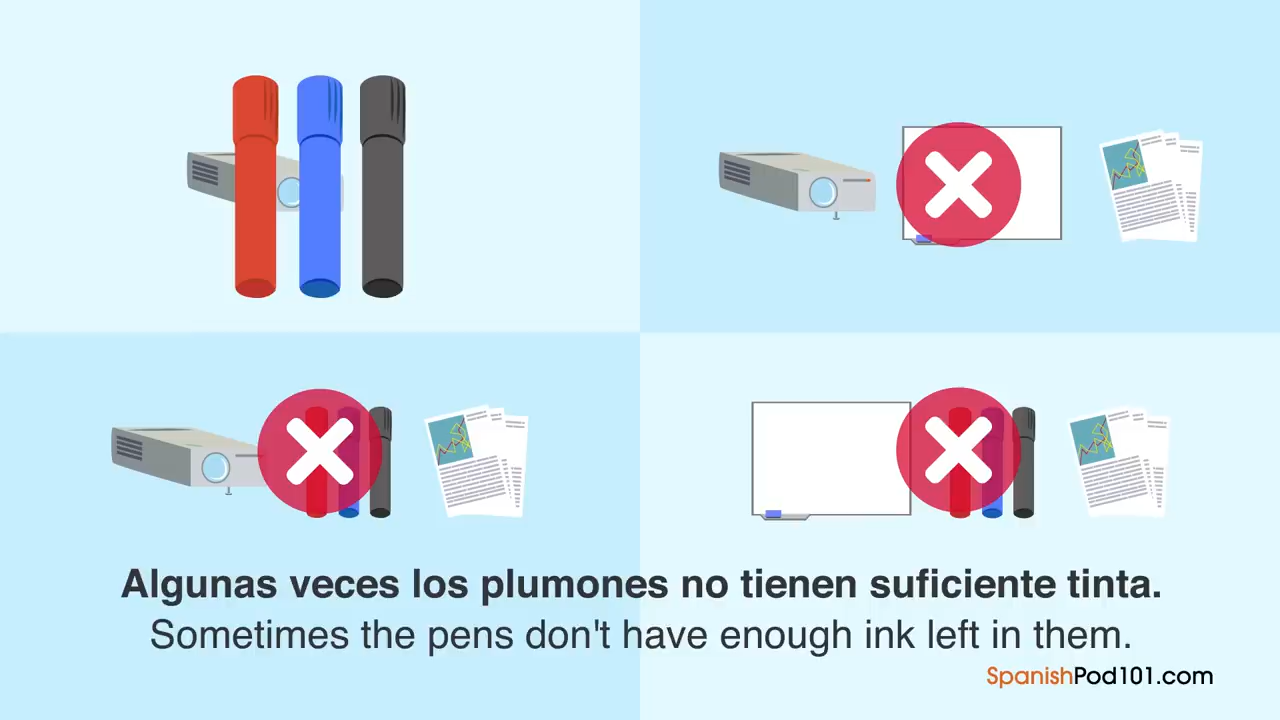 Algunas veces los plumones no tienen suficiente tinta.
Sometimes the pens don't have enough ink left in them.
SpanishPod101.com